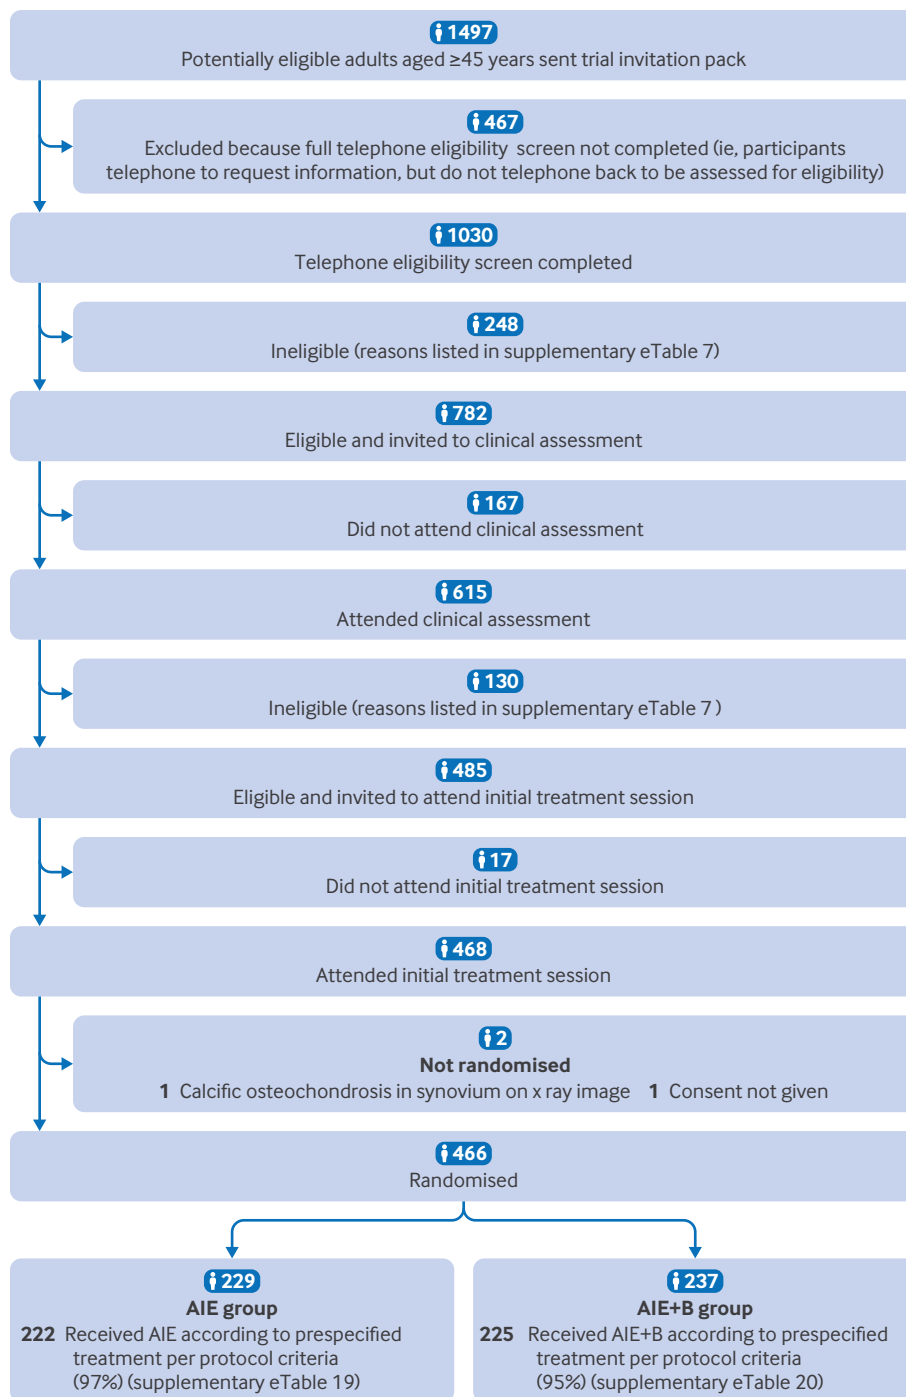 1497
Potentially eligible adults aged ≥45 years sent trial invitation pack
467
Excluded because full telephone eligibility screen not completed (ie, participants
telephone to request information, but do not telephone back to be assessed for eligibility)
1030
Telephone eligibility screen completed
248
Ineligible (reasons listed in supplementary eTable 7)
782
Eligible and invited to clinical assessment
167
Did not attend clinical assessment
615
Attended clinical assessment
130
Ineligible (reasons listed in supplementary eTable 7 )
485
Eligible and invited to attend initial treatment session
17
Did not attend initial treatment session
468
Attended initial treatment session
2
Not randomised
1 Calcific osteochondrosis in synovium on x ray image 1 Consent not given
466
Randomised
229
AIE group
222 Received AIE according to prespecified
treatment per protocol criteria
(97%) (supplementary eTable 19)
237
AIE+B group
225 Received AIE+B according to prespecified
treatment per protocol criteria
(95%) (supplementary eTable 20)